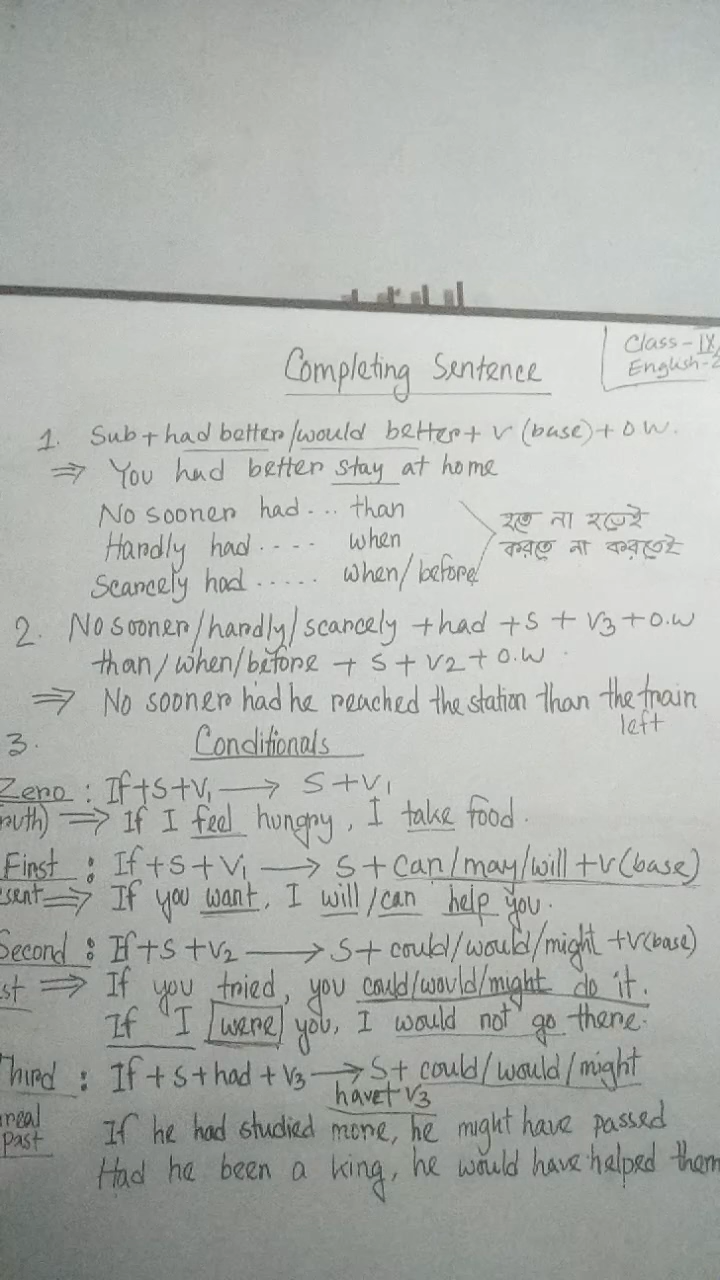 Class-IX
English-2
Completing Sentence
1. Sub + had better/would better + v (base) + o w.
⇒ You had better stay at home
No sooner had... than
Hardly had.... when
Scarcely had..... when/before
হতে না হতেই
করতে না করতেই
2. No sooner/hardly/scarcely + had + s + v3 + o.w
than/when/before + s + v2 + o.w.
⇒ No sooner had he reached the station than the train
left
3. Conditionals
Zero : If + s + v1 → s + v1
ruth) ⇒ If I feel hungry, I take food.
First : If + s + v1 → s + can/may/will + v (base)
sent ⇒ If you want, I will/can help you.
Second : If + s + v2 → s + could/would/might + v(base)
st ⇒ If you tried, you could/would/might do it.
If I were you, I would not go there.
Third : If + s + had + v3 → s + could/would/might
have + v3
nreal
past
If he had studied more, he might have passed
Had he been a king, he would have helped them